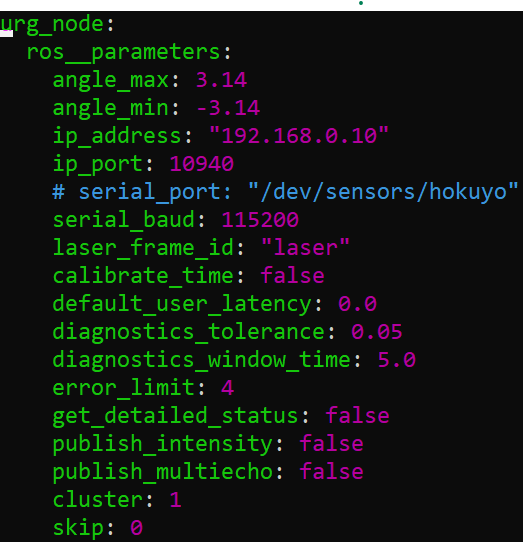 urg_node:
  ros__parameters:
    angle_max: 3.14
    angle_min: -3.14
    ip_address: "192.168.0.10"
    ip_port: 10940
    # serial_port: "/dev/sensors/hokuyo"
    serial_baud: 115200
    laser_frame_id: "laser"
    calibrate_time: false
    default_user_latency: 0.0
    diagnostics_tolerance: 0.05
    diagnostics_window_time: 5.0
    error_limit: 4
    get_detailed_status: false
    publish_intensity: false
    publish_multiecho: false
    cluster: 1
    skip: 0